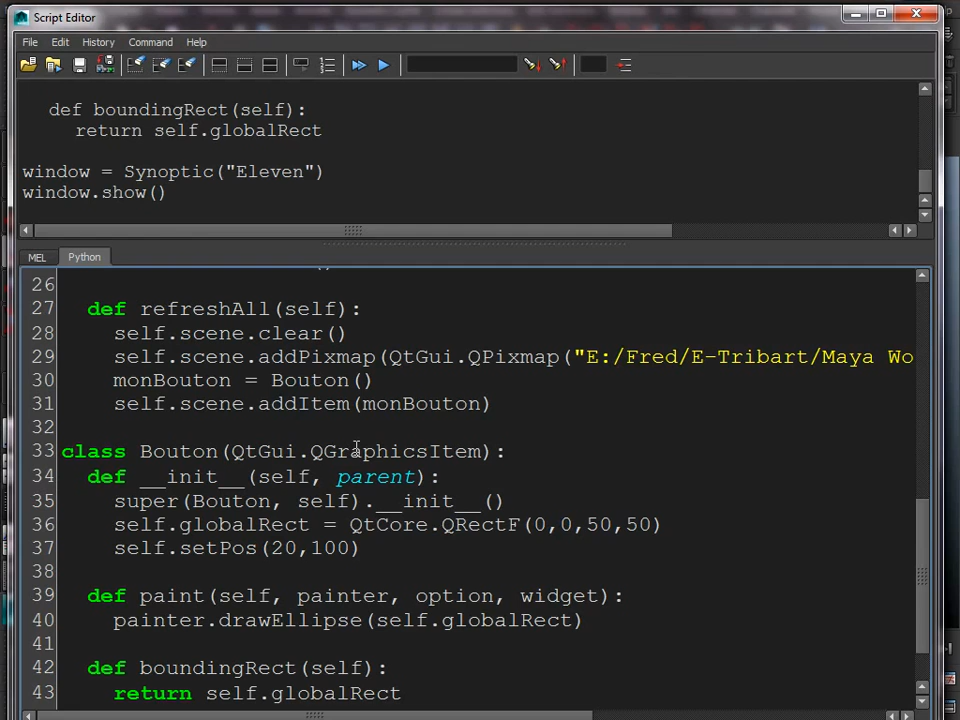 Script Editor
File Edit History Command Help
def boundingRect(self):
return self.globalRect
window = Synoptic("Eleven")
window.show()
MEL Python
26
27 def refreshAll(self):
28 self.scene.clear()
29 self.scene.addPixmap(QtGui.QPixmap("E:/Fred/E-Tribart/Maya Wo
30 monBouton = Bouton()
31 self.scene.addItem(monBouton)
32
33 class Bouton(QtGui.QGraphicsItem):
34 def __init__(self, parent):
35 super(Bouton, self).__init__()
36 self.globalRect = QtCore.QRectF(0,0,50,50)
37 self.setPos(20,100)
38
39 def paint(self, painter, option, widget):
40 painter.drawEllipse(self.globalRect)
41
42 def boundingRect(self):
43 return self.globalRect